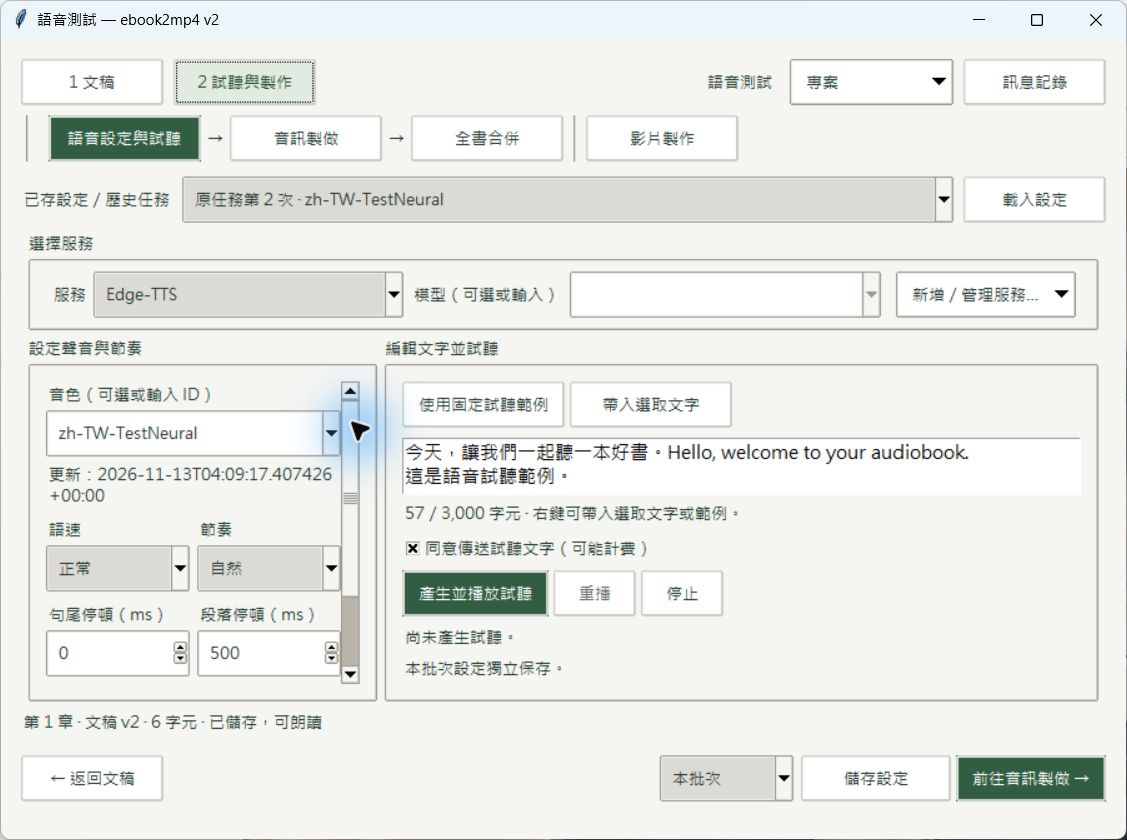 語音測試 — ebook2mp4 v2
1 文稿
2 試聽與製作
語音測試
專案
訊息記錄
語音設定與試聽
→
音訊製做
→
全書合併
影片製作
已存設定 / 歷史任務
原任務第 2 次 · zh-TW-TestNeural
載入設定
選擇服務
服務
Edge-TTS
模型（可選或輸入）
新增 / 管理服務...
設定聲音與節奏
音色（可選或輸入 ID）
zh-TW-TestNeural
更新：2026-11-13T04:09:17.407426
+00:00
語速
節奏
正常
自然
句尾停頓（ms）
段落停頓（ms）
0
500
編輯文字並試聽
使用固定試聽範例
帶入選取文字
今天，讓我們一起聽一本好書。Hello, welcome to your audiobook.
這是語音試聽範例。
57 / 3,000 字元 · 右鍵可帶入選取文字或範例。
同意傳送試聽文字（可能計費）
產生並播放試聽
重播
停止
尚未產生試聽。
本批次設定獨立保存。
第 1 章 · 文稿 v2 · 6 字元 · 已儲存，可朗讀
← 返回文稿
本批次
儲存設定
前往音訊製做 →